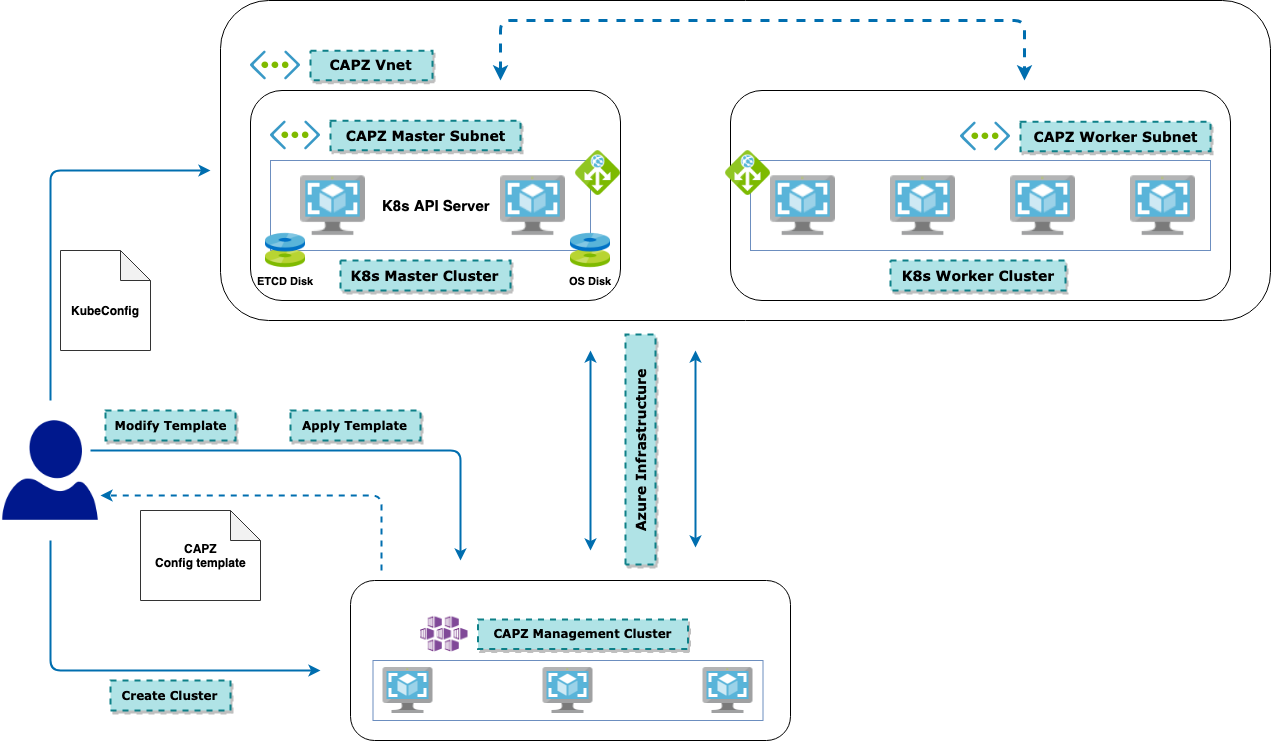 CAPZ Vnet
CAPZ Master Subnet
CAPZ Worker Subnet
K8s API Server
ETCD Disk
K8s Master Cluster
OS Disk
K8s Worker Cluster
KubeConfig
Azure Infrastructure
Modify Template
Apply Template
CAPZ
Config template
CAPZ Management Cluster
Create Cluster